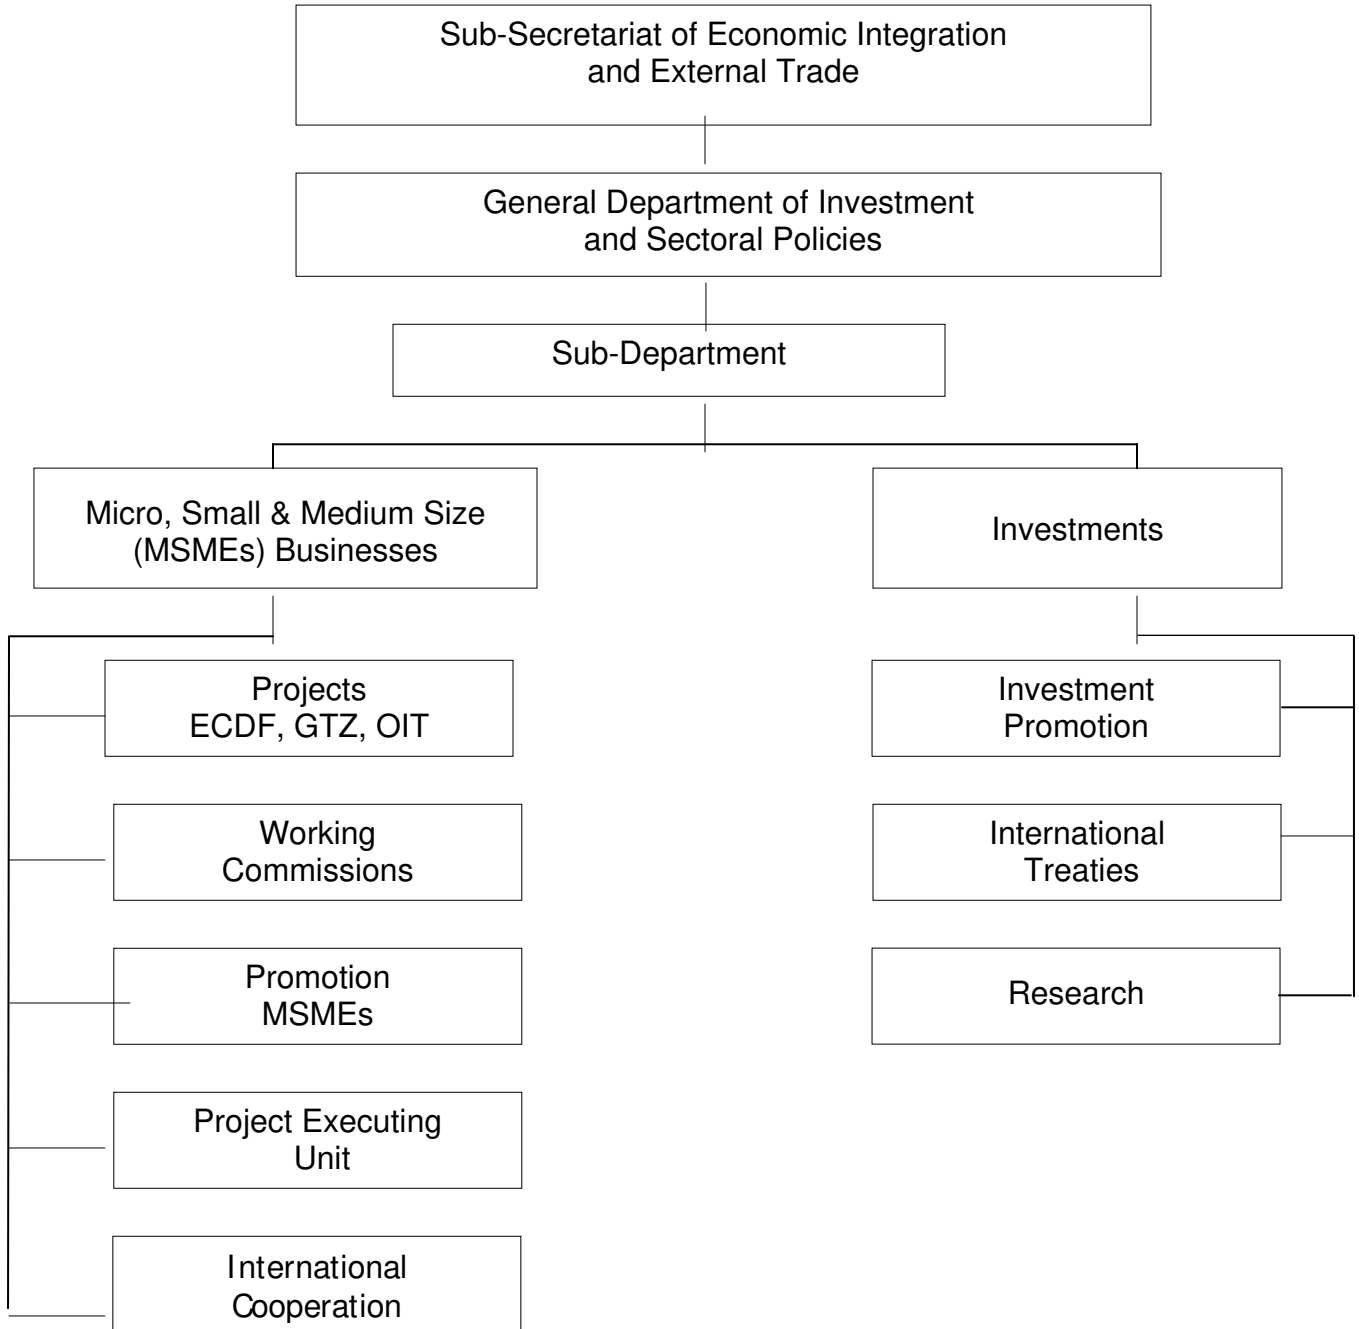 Sub-Secretariat of Economic Integration
and External Trade
General Department of Investment
and Sectoral Policies
Sub-Department
Micro, Small & Medium Size
(MSMEs) Businesses
Investments
Projects
ECDF, GTZ, OIT
Working
Commissions
Promotion
MSMEs
Project Executing
Unit
International
Cooperation
Investment
Promotion
International
Treaties
Research